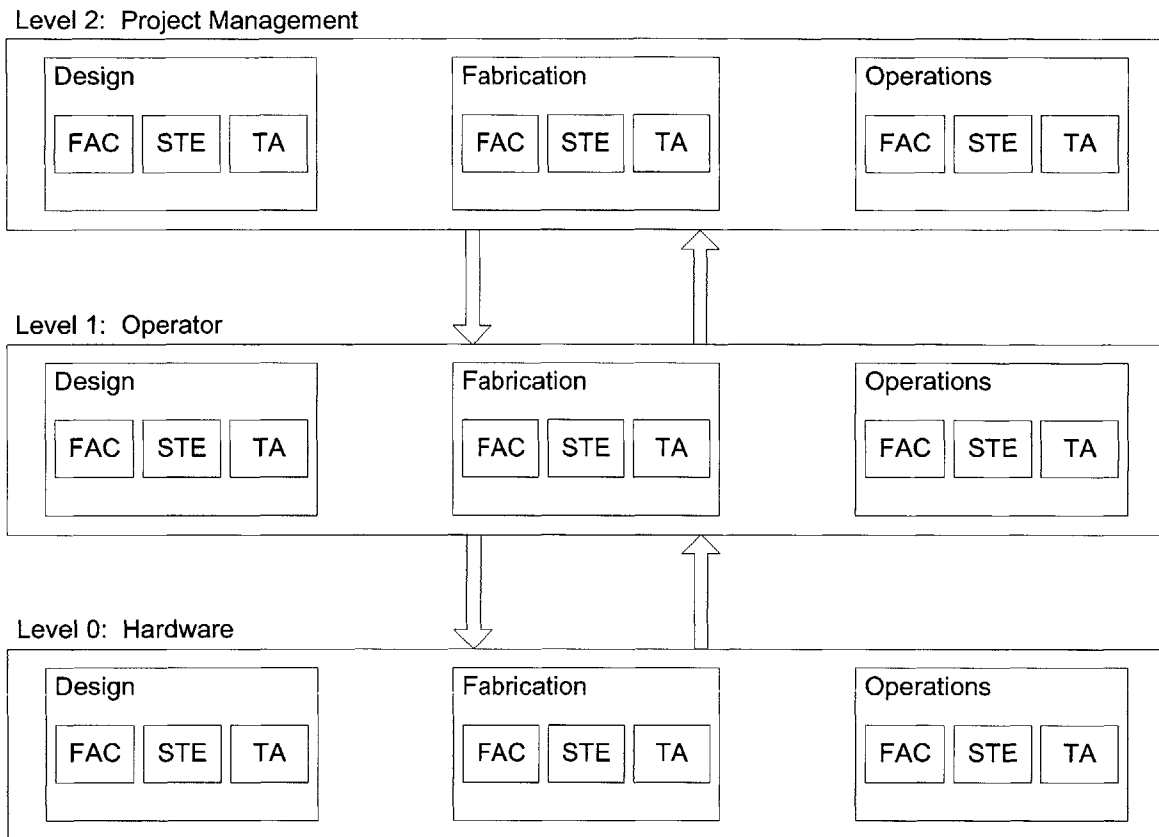 Level 2: Project Management
Design Fabrication Operations
FAC STE TA FAC STE TA FAC STE TA
Level 1: Operator
Design Fabrication Operations
FAC STE TA FAC STE TA FAC STE TA
Level 0: Hardware
Design Fabrication Operations
FAC STE TA FAC STE TA FAC STE TA